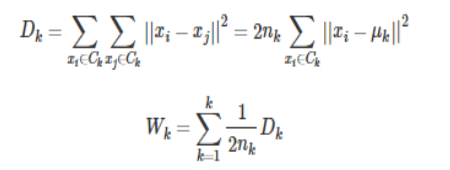 D_k = \sum_{x_i \in C_k} \sum_{x_j \in C_k} ||x_i - x_j||^2 = 2n_k \sum_{x_i \in C_k} ||x_i - \mu_k||^2
W_k = \sum_{k=1}^{k} \frac{1}{2n_k} D_k